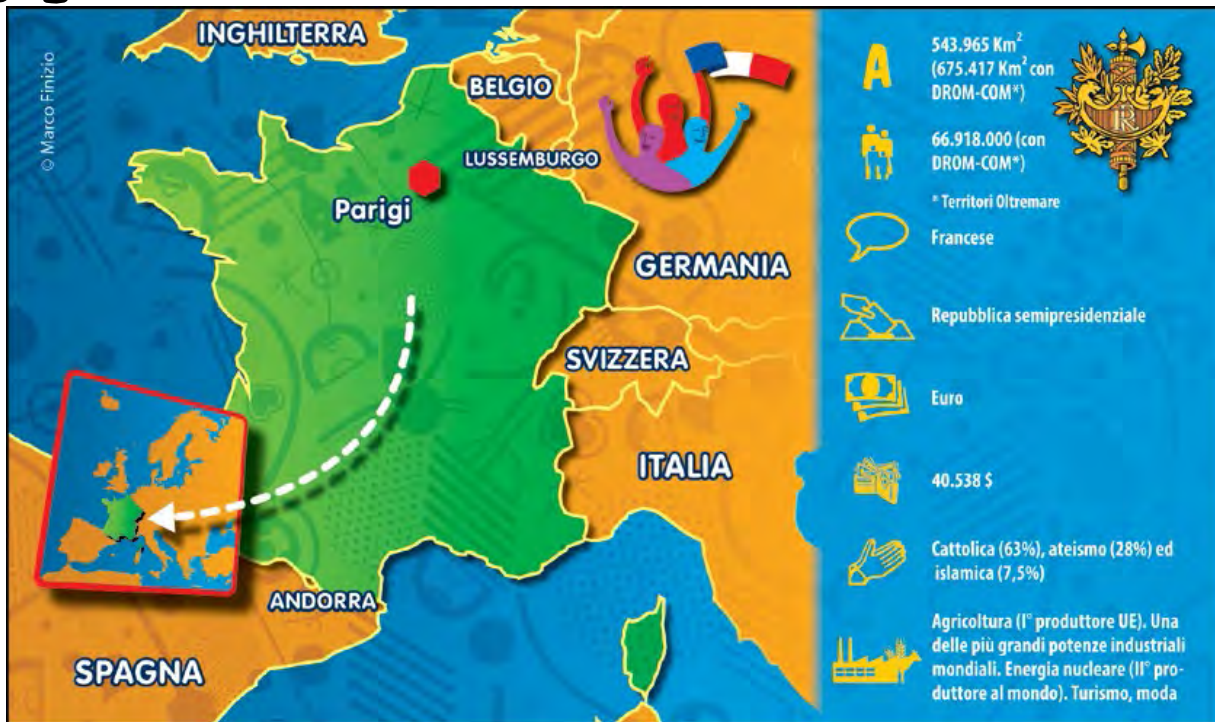 © Marco Finizio
INGHILTERRA
BELGIO
LUSSEMBURGO
Parigi
GERMANIA
SVIZZERA
ITALIA
ANDORRA
SPAGNA
A
543.965 Km²
(675.417 Km² con
DROM-COM*)
66.918.000 (con
DROM-COM*)
* Territori Oltremare
Francese
Repubblica semipresidenziale
Euro
40.538 $
Cattolica (63%), ateismo (28%) ed
islamica (7,5%)
Agricoltura (I° produttore UE). Una
delle più grandi potenze industriali
mondiali. Energia nucleare (II° pro-
duttore al mondo). Turismo, moda